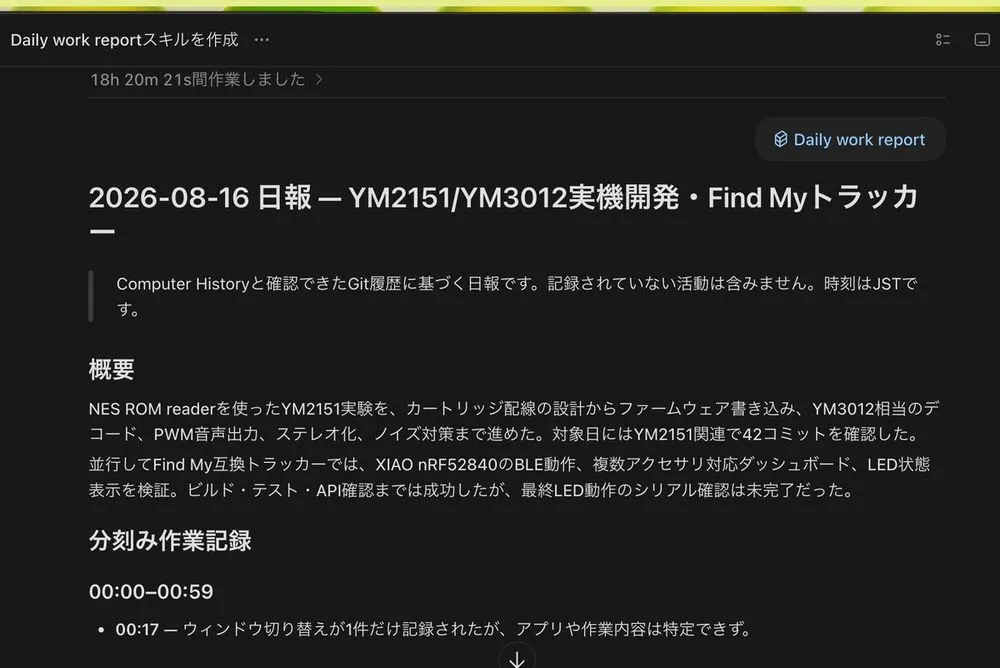 Daily work reportスキルを作成 …
18h 20m 21s間作業しました >
Daily work report
2026-08-16 日報 — YM2151/YM3012実機開発・Find Myトラッカ
ー
Computer Historyと確認できたGit履歴に基づく日報です。記録されていない活動は含みません。時刻はJSTで
す。
概要
NES ROM readerを使ったYM2151実験を、カートリッジ配線の設計からファームウェア書き込み、YM3012相当のデ
コード、PWM音声出力、ステレオ化、ノイズ対策まで進めた。対象日にはYM2151関連で42コミットを確認した。
並行してFind My互換トラッカーでは、XIAO nRF52840のBLE動作、複数アクセサリ対応ダッシュボード、LED状態
表示を検証。ビルド・テスト・API確認までは成功したが、最終LED動作のシリアル確認は未完了だった。
分刻み作業記録
00:00–00:59
• 00:17 — ウィンドウ切り替えが1件だけ記録されたが、アプリや作業内容は特定できず。